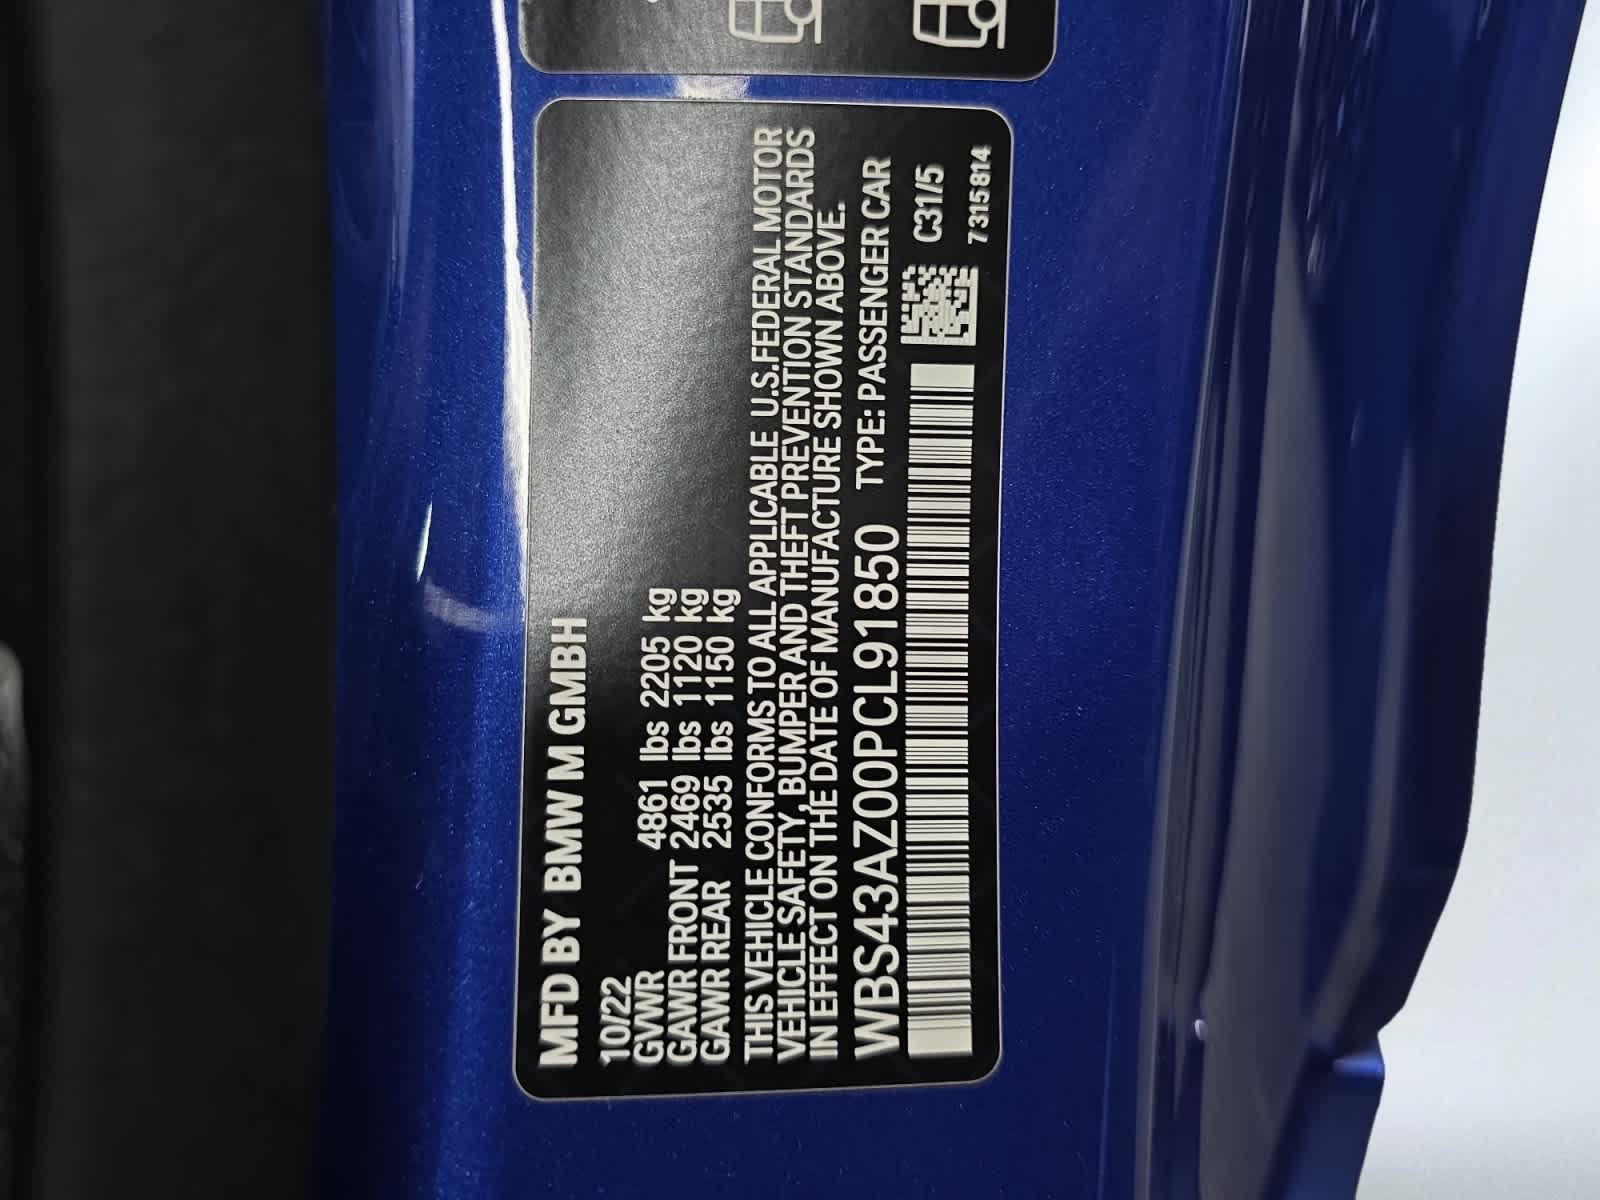 MFD BY BMW M GMBH
10/22
GVWR 4861 lbs 2205 kg
GAWR FRONT 2469 lbs 1120 kg
GAWR REAR 2535 lbs 1150 kg
THIS VEHICLE CONFORMS TO ALL APPLICABLE U.S.FEDERAL MOTOR
VEHICLE SAFETY, BUMPER AND THEFT PREVENTION STANDARDS
IN EFFECT ON THE DATE OF MANUFACTURE SHOWN ABOVE.
WBS43AZ00PCL91850 TYPE: PASSENGER CAR
C31/5
7315814